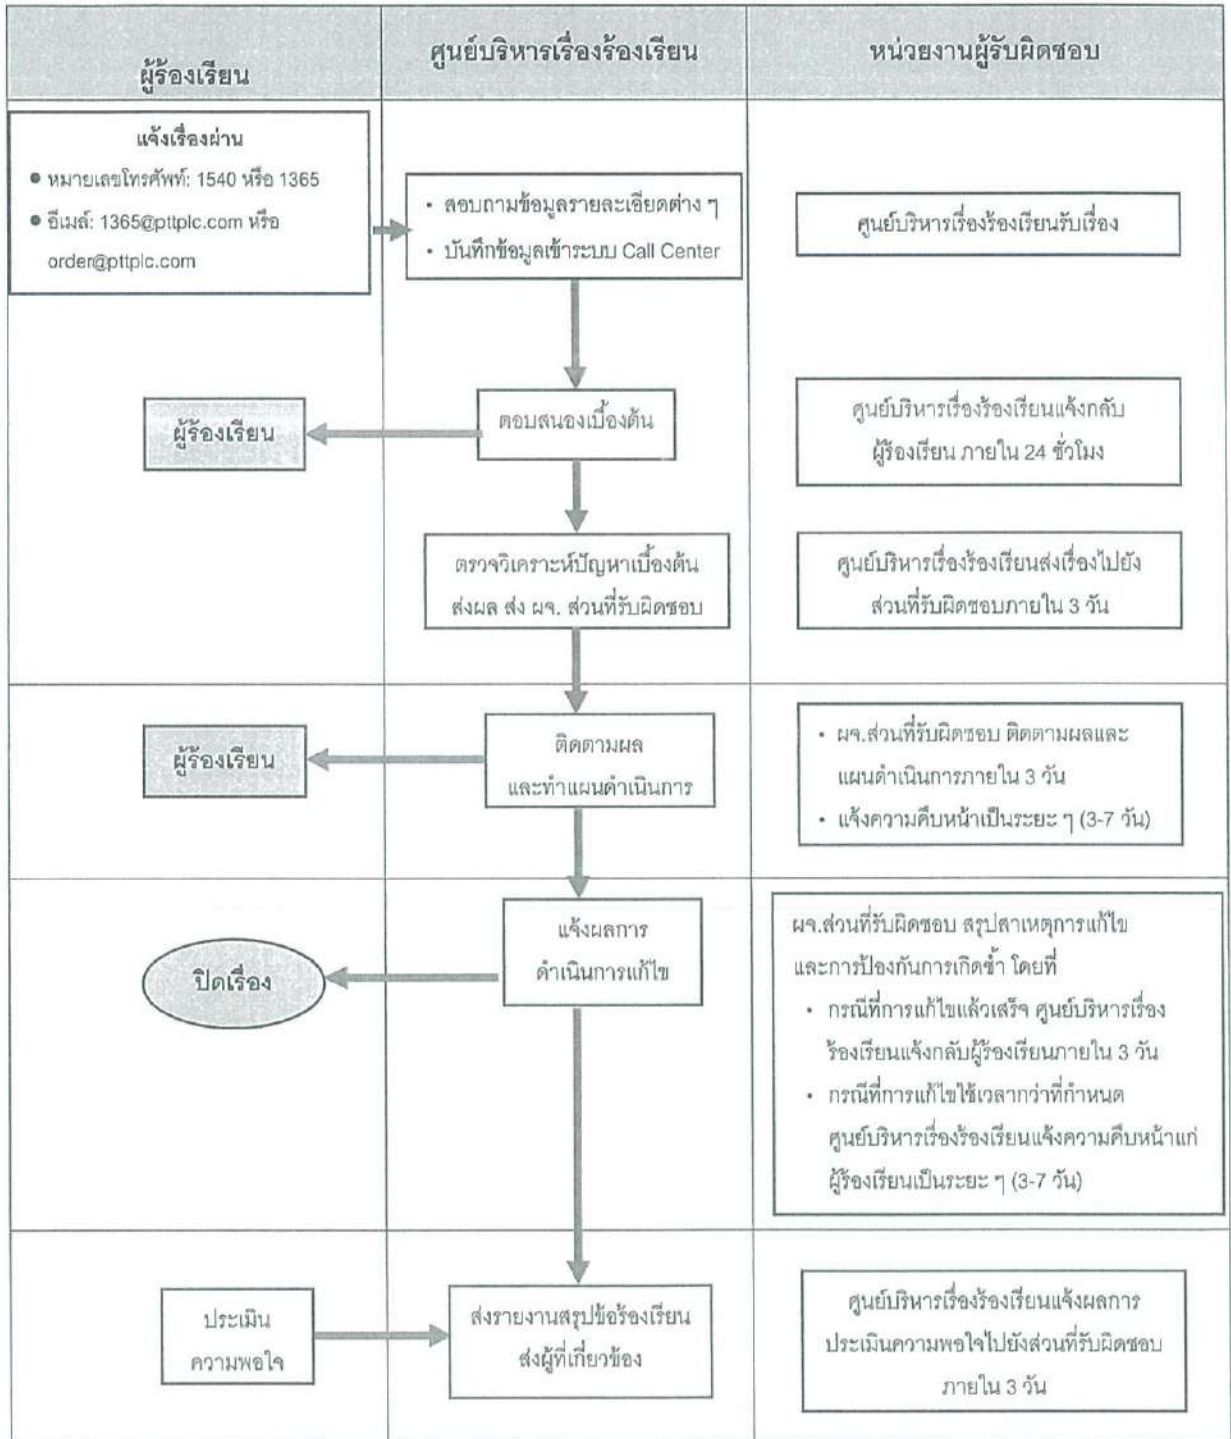 ผู้ร้องเรียน
ศูนย์บริหารเรื่องร้องเรียน
หน่วยงานผู้รับผิดชอบ
แจ้งเรื่องผ่าน
● หมายเลขโทรศัพท์: 1540 หรือ 1365
● อีเมล์: 1365@pttplc.com หรือ
order@pttplc.com
• สอบถามข้อมูลรายละเอียดต่าง ๆ
• บันทึกข้อมูลเข้าระบบ Call Center
ศูนย์บริหารเรื่องร้องเรียนรับเรื่อง
ผู้ร้องเรียน
ตอบสนองเบื้องต้น
ศูนย์บริหารเรื่องร้องเรียนแจ้งกลับ
ผู้ร้องเรียน ภายใน 24 ชั่วโมง
ตรวจวิเคราะห์ปัญหาเบื้องต้น
ส่งผล ส่ง ผจ. ส่วนที่รับผิดชอบ
ศูนย์บริหารเรื่องร้องเรียนส่งเรื่องไปยัง
ส่วนที่รับผิดชอบภายใน 3 วัน
ผู้ร้องเรียน
ติดตามผล
และทำแผนดำเนินการ
• ผจ.ส่วนที่รับผิดชอบ ติดตามผลและ
แผนดำเนินการภายใน 3 วัน
• แจ้งความคืบหน้าเป็นระยะ ๆ (3-7 วัน)
ปิดเรื่อง
แจ้งผลการ
ดำเนินการแก้ไข
ผจ.ส่วนที่รับผิดชอบ สรุปสาเหตุการแก้ไข
และการป้องกันการเกิดซ้ำ โดยที่
• กรณีที่การแก้ไขแล้วเสร็จ ศูนย์บริหารเรื่อง
ร้องเรียนแจ้งกลับผู้ร้องเรียนภายใน 3 วัน
• กรณีที่การแก้ไขใช้เวลากว่าที่กำหนด
ศูนย์บริหารเรื่องร้องเรียนแจ้งความคืบหน้าแก่
ผู้ร้องเรียนเป็นระยะ ๆ (3-7 วัน)
ประเมิน
ความพอใจ
ส่งรายงานสรุปข้อร้องเรียน
ส่งผู้ที่เกี่ยวข้อง
ศูนย์บริหารเรื่องร้องเรียนแจ้งผลการ
ประเมินความพอใจไปยังส่วนที่รับผิดชอบ
ภายใน 3 วัน